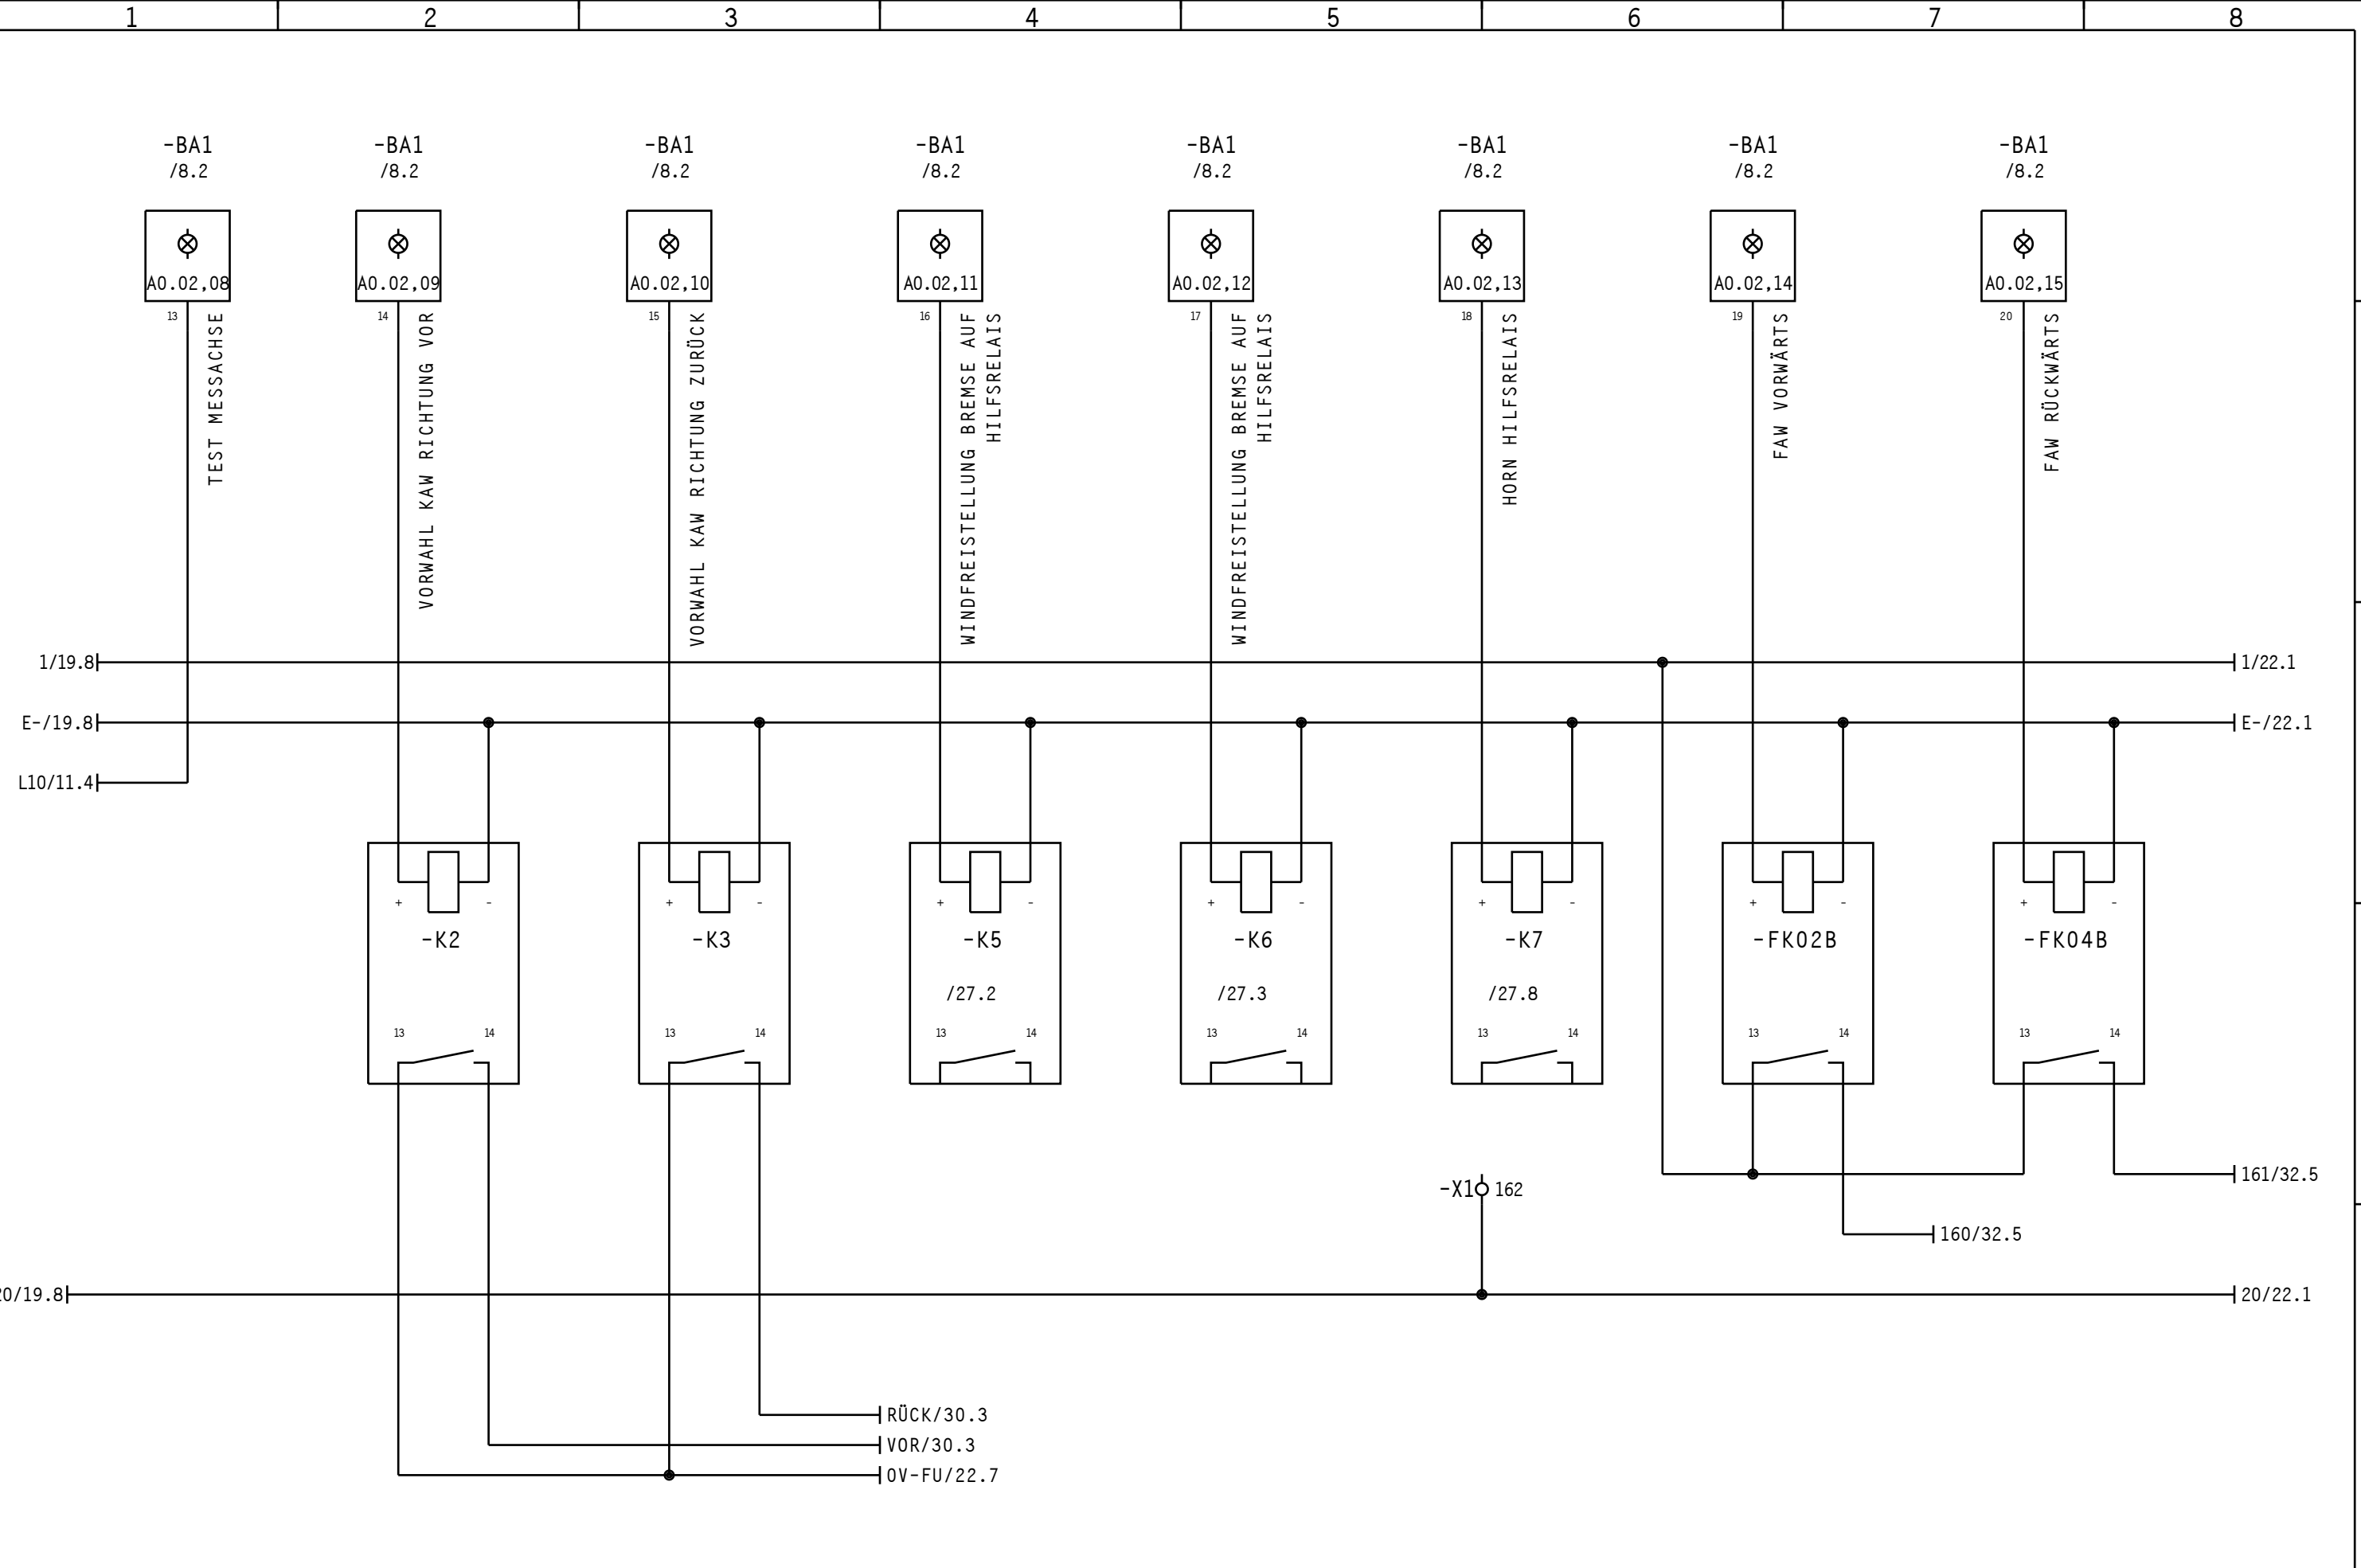 1 2 3 4 5 6 7 8
-BA1 -BA1 -BA1 -BA1 -BA1 -BA1 -BA1 -BA1
/8.2 /8.2 /8.2 /8.2 /8.2 /8.2 /8.2 /8.2
A0.02,08 A0.02,09 A0.02,10 A0.02,11 A0.02,12 A0.02,13 A0.02,14 A0.02,15
13 14 15 16 17 18 19 20
TEST MESSACHSE
VORWAHL KAW RICHTUNG VOR
VORWAHL KAW RICHTUNG ZURÜCK
WINDFREISTELLUNG BREMSE AUF
HILFSRELAIS
WINDFREISTELLUNG BREMSE AUF
HILFSRELAIS
HORN HILFSRELAIS
FAW VORWÄRTS
FAW RÜCKWÄRTS
1/19.8 1/22.1
E-/19.8 E-/22.1
L10/11.4
+ - + - + - + - + - + - + -
-K2 -K3 -K5 -K6 -K7 -FK02B -FK04B
/27.2 /27.3 /27.8
13 14 13 14 13 14 13 14 13 14 13 14 13 14
161/32.5
-X1 162
160/32.5
0/19.8 20/22.1
RÜCK/30.3
VOR/30.3
0V-FU/22.7